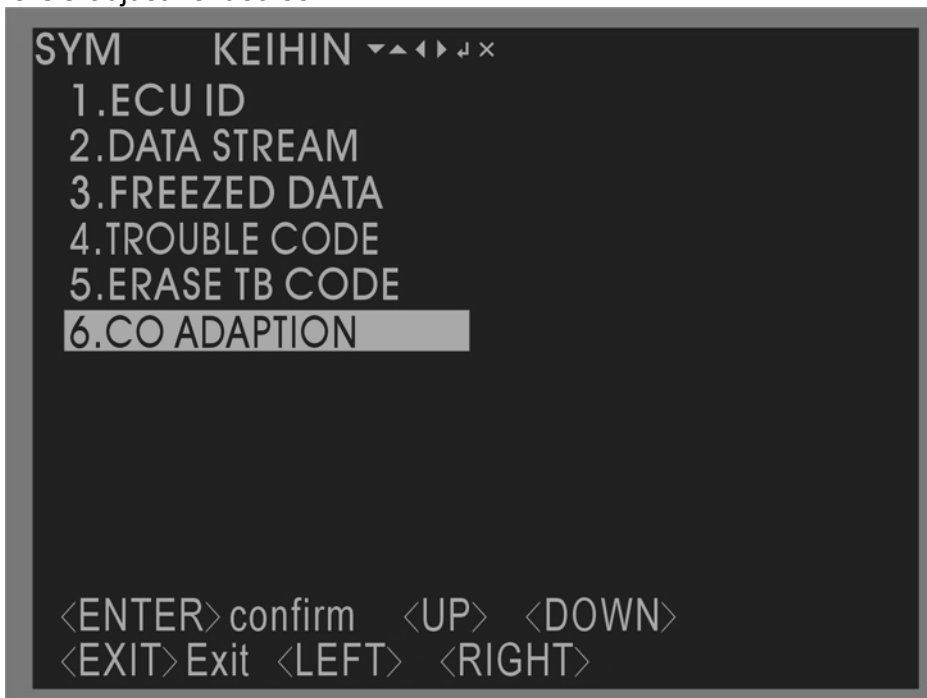 SYM KEIHIN ▼▲◀▶↲×
1.ECU ID
2.DATA STREAM
3.FREEZED DATA
4.TROUBLE CODE
5.ERASE TB CODE
6.CO ADAPTION
<ENTER> confirm <UP> <DOWN>
<EXIT> Exit <LEFT> <RIGHT>